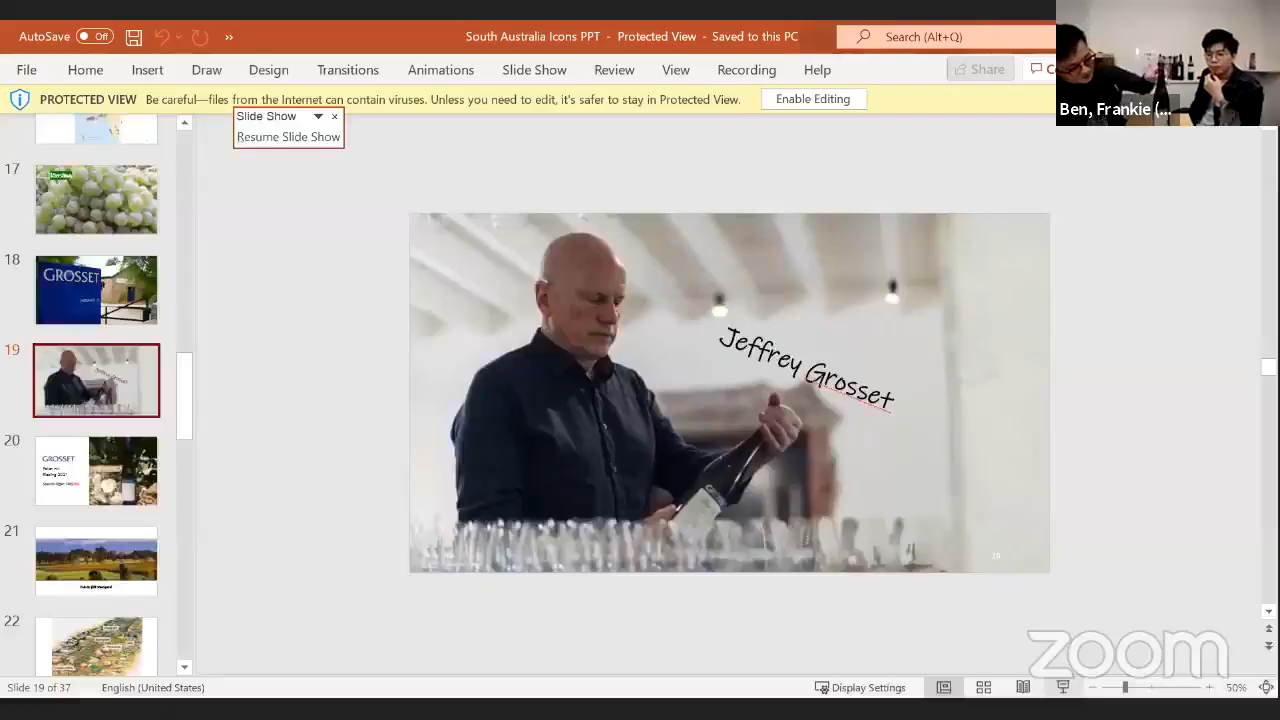 AutoSave
Off
South Australia Icons PPT - Protected View - Saved to this PC
Search (Alt+Q)
File Home Insert Draw Design Slide Show Transitions Animations Slide Show Review View Recording Help
Share
PROTECTED VIEW Be careful—files from the Internet can contain viruses. Unless you need to edit, it's safer to stay in Protected View.
Enable Editing
Ben, Frankie (...
Slide Show
Resume Slide Show
17
18
GROSSET
19
Jeffrey Grosset
20
GROSSET
21
22
19
zoom
Slide 19 of 37
English (United States)
Display Settings
50%